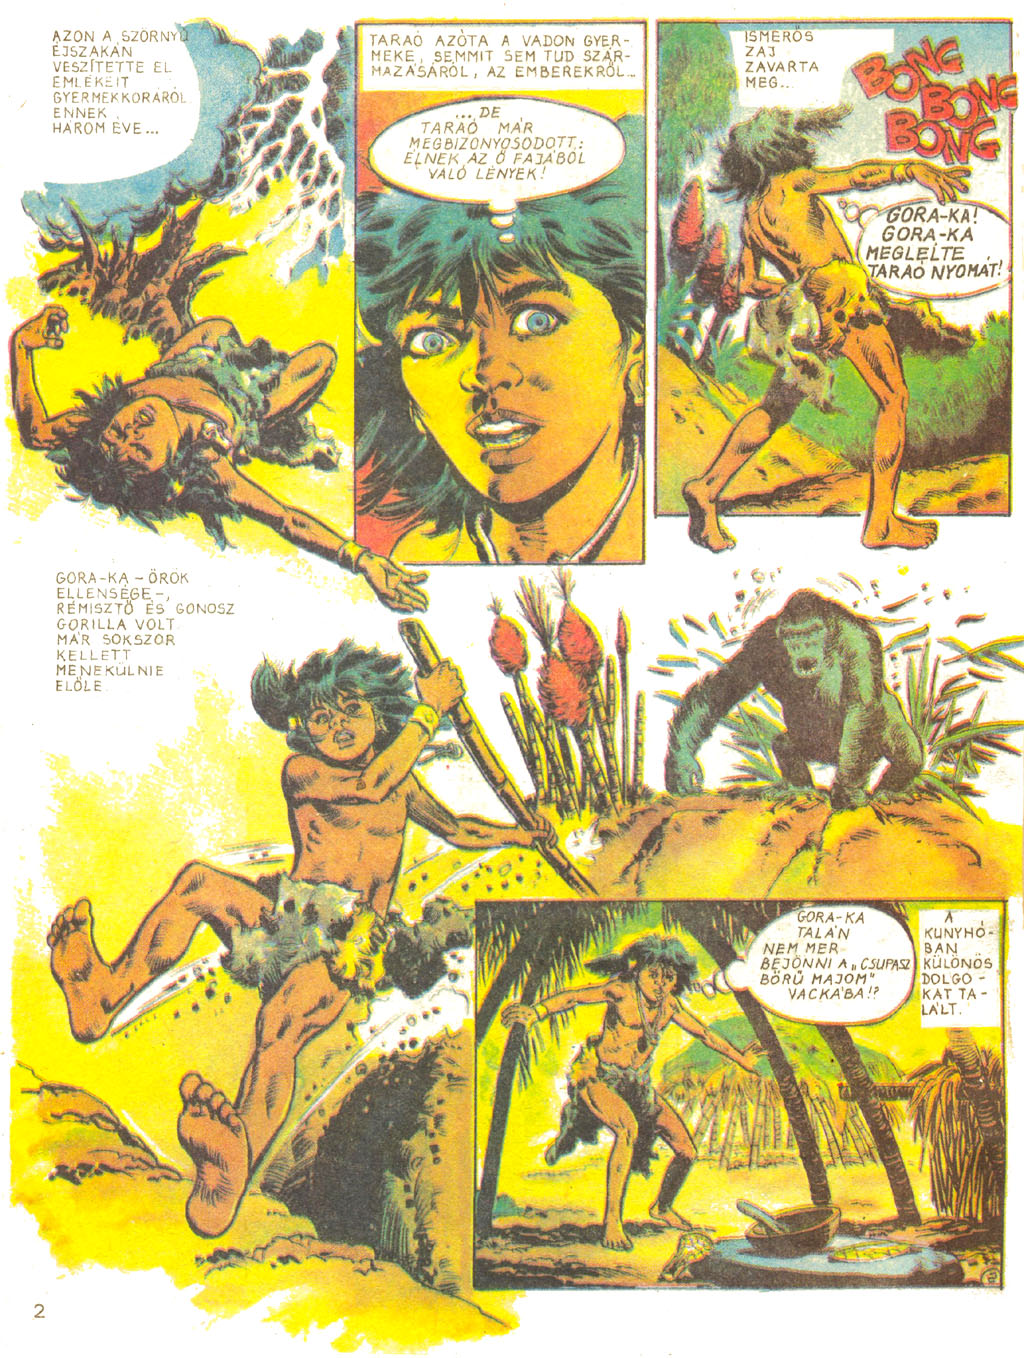 AZON A SZÖRNYŰ
ÉJSZAKÁN
VESZÍTETTE EL
EMLÉKEIT
GYERMEKKORÁRÓL.
ENNEK
HÁROM ÉVE...
TARAÓ AZÓTA A VADON GYER-
MEKE, SEMMIT SEM TUD SZÁR-
MAZÁSÁRÓL, AZ EMBEREKRŐL...
...DE
TARAÓ MÁR
MEGBIZONYOSODOTT:
ÉLNEK AZ Ő FAJÁBÓL
VALÓ LÉNYEK!
ISMERŐS
ZAJ
ZAVARTA
MEG...
BONG
BONG
BONG
GORA-KA!
GORA-KA
MEGLELTE
TARAÓ NYOMÁT!
GORA-KA - ÖRÖK
ELLENSÉGE -,
RÉMISZTŐ ÉS GONOSZ
GORILLA VOLT.
MÁR SOKSZOR
KELLETT
MENEKÜLNIE
ELŐLE.
GORA-KA
TALÁN
NEM MER
BEJÖNNI A „CSUPASZ
BŐRŰ MAJOM"
VACKÁBA!?
A
KUNYHÓ-
BAN
KÜLÖNÖS
DOLGO-
KAT TA-
LÁLT.
2